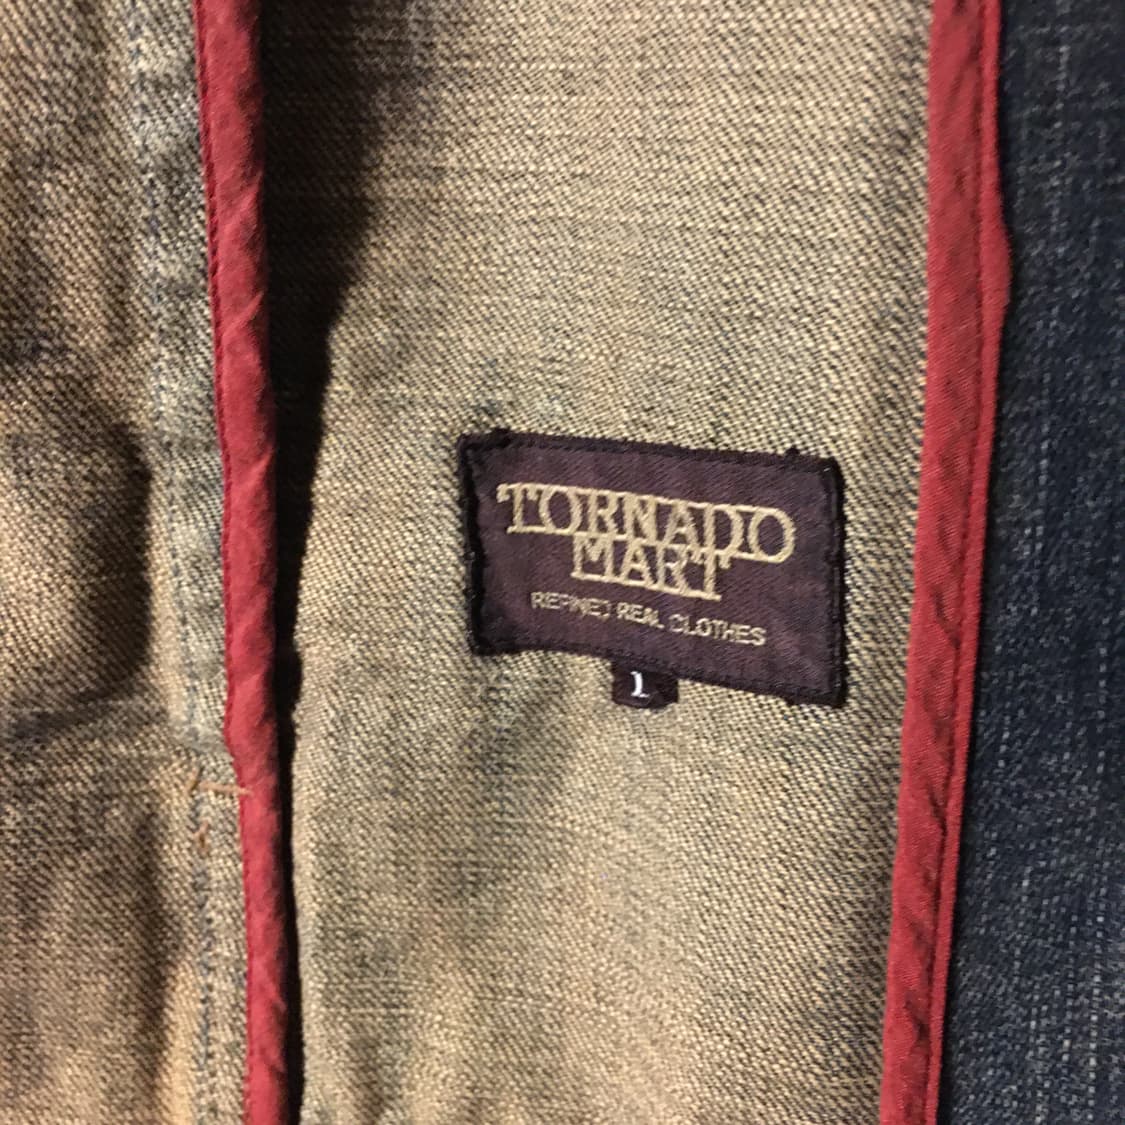 TORNADO
MART
REFINED REAL CLOTHES
L